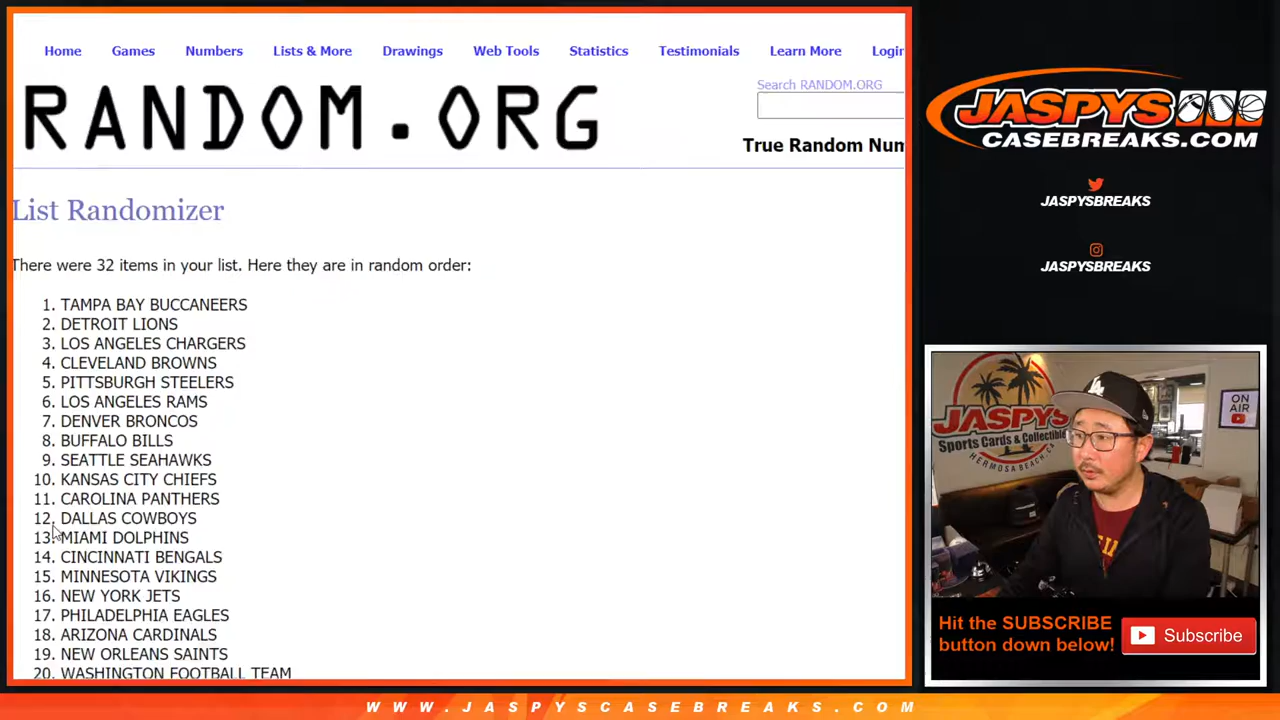 Home Games Numbers Lists & More Drawings Web Tools Statistics Testimonials Learn More Login
Search RANDOM.ORG
RANDOM.ORG
True Random Num
List Randomizer
There were 32 items in your list. Here they are in random order:
1. TAMPA BAY BUCCANEERS
2. DETROIT LIONS
3. LOS ANGELES CHARGERS
4. CLEVELAND BROWNS
5. PITTSBURGH STEELERS
6. LOS ANGELES RAMS
7. DENVER BRONCOS
8. BUFFALO BILLS
9. SEATTLE SEAHAWKS
10. KANSAS CITY CHIEFS
11. CAROLINA PANTHERS
12. DALLAS COWBOYS
13. MIAMI DOLPHINS
14. CINCINNATI BENGALS
15. MINNESOTA VIKINGS
16. NEW YORK JETS
17. PHILADELPHIA EAGLES
18. ARIZONA CARDINALS
19. NEW ORLEANS SAINTS
20. WASHINGTON FOOTBALL TEAM
JASPYS
CASEBREAKS.COM
JASPYSBREAKS
JASPYSBREAKS
JASPYS
Sports Cards & Collectibles
HERMOSA BEACH, CA
LA
ON
AIR
Hit the SUBSCRIBE
button down below!
Subscribe
WWW.JASPYSCASEBREAKS.COM